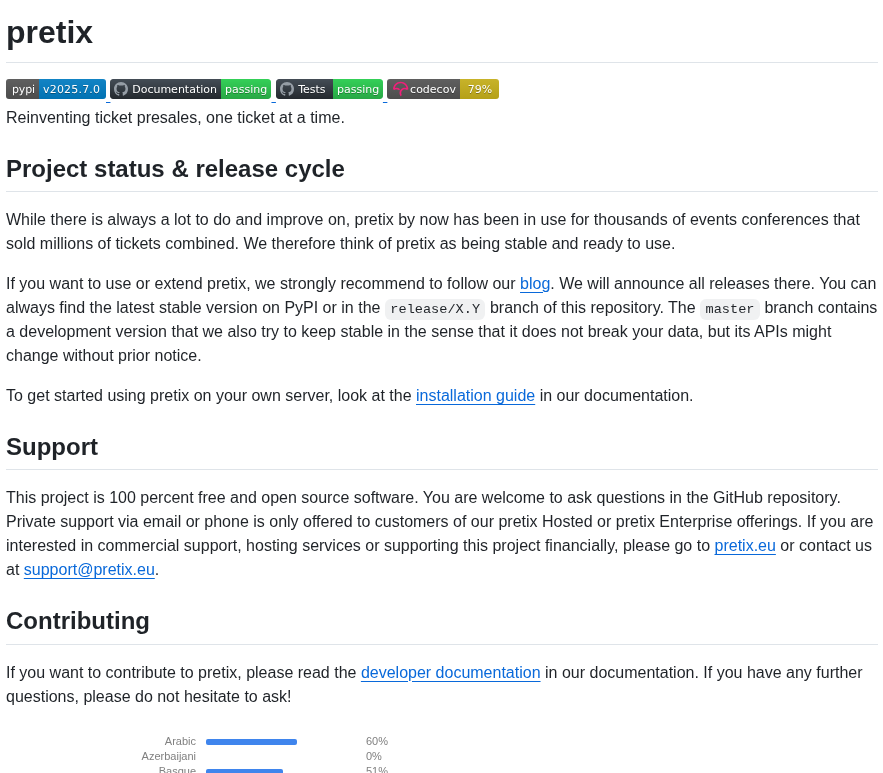 pretix
pypi v2025.7.0 Documentation passing Tests passing codecov 79%
Reinventing ticket presales, one ticket at a time.
Project status & release cycle
While there is always a lot to do and improve on, pretix by now has been in use for thousands of events conferences that
sold millions of tickets combined. We therefore think of pretix as being stable and ready to use.
If you want to use or extend pretix, we strongly recommend to follow our blog. We will announce all releases there. You can
always find the latest stable version on PyPI or in the release/X.Y branch of this repository. The master branch contains
a development version that we also try to keep stable in the sense that it does not break your data, but its APIs might
change without prior notice.
To get started using pretix on your own server, look at the installation guide in our documentation.
Support
This project is 100 percent free and open source software. You are welcome to ask questions in the GitHub repository.
Private support via email or phone is only offered to customers of our pretix Hosted or pretix Enterprise offerings. If you are
interested in commercial support, hosting services or supporting this project financially, please go to pretix.eu or contact us
at support@pretix.eu.
Contributing
If you want to contribute to pretix, please read the developer documentation in our documentation. If you have any further
questions, please do not hesitate to ask!
Arabic 60%
Azerbaijani 0%
Basque 51%